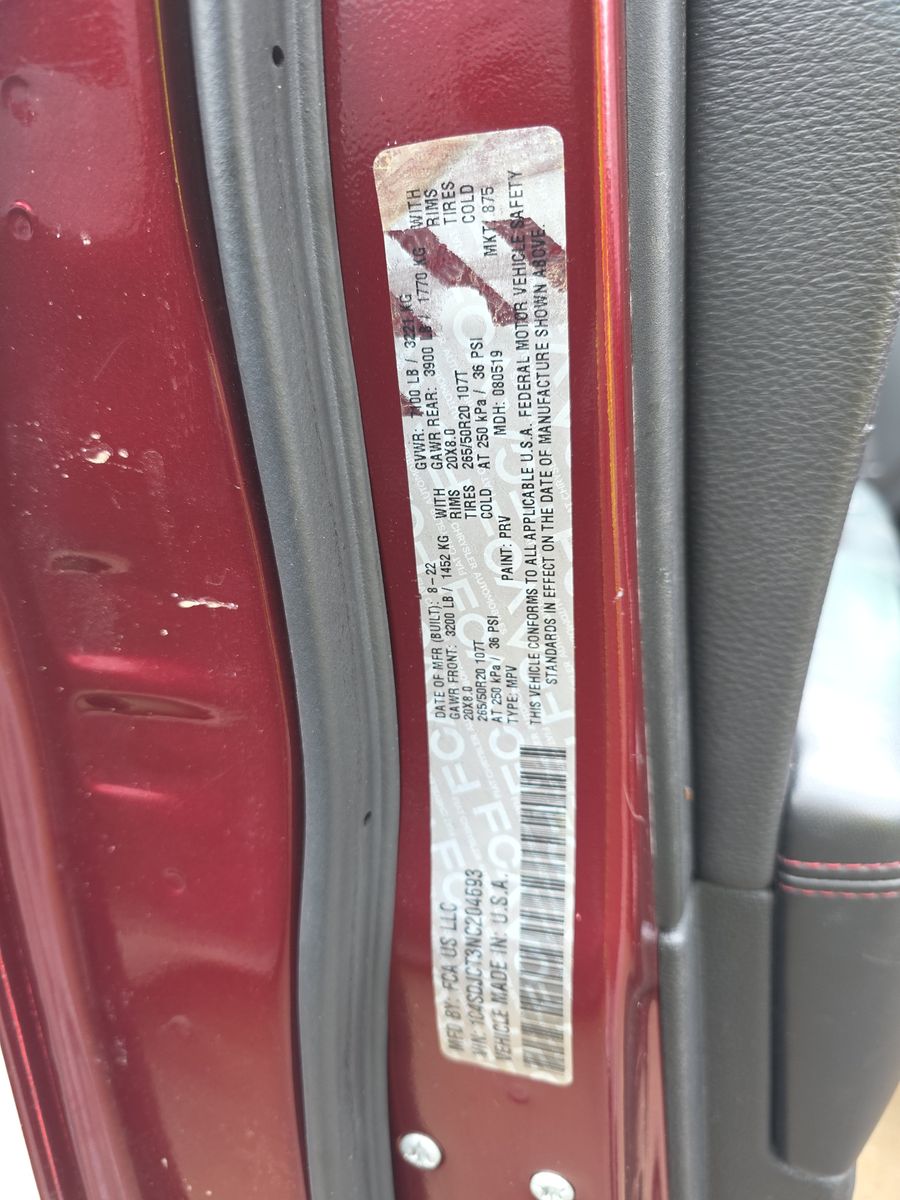 MFD BY: FCA US LLC
DATE OF MFR (BUILT): 8-22
GVWR: 7100 LB / 3221 KG
GAWR FRONT: 3200 LB / 1452 KG WITH
GAWR REAR: 3900 LB / 1770 KG WITH
20X8.0 RIMS
20X8.0 RIMS
265/50R20 107T TIRES
265/50R20 107T TIRES
AT 250 kPa / 36 PSI COLD
AT 250 kPa / 36 PSI COLD
VIN: 1C4SDJCT3NC204693
TYPE: MPV
PAINT: PRV
MDH: 080519
MKT: 875
VEHICLE MADE IN: U.S.A.
THIS VEHICLE CONFORMS TO ALL APPLICABLE U.S.A. FEDERAL MOTOR VEHICLE SAFETY
STANDARDS IN EFFECT ON THE DATE OF MANUFACTURE SHOWN ABOVE.